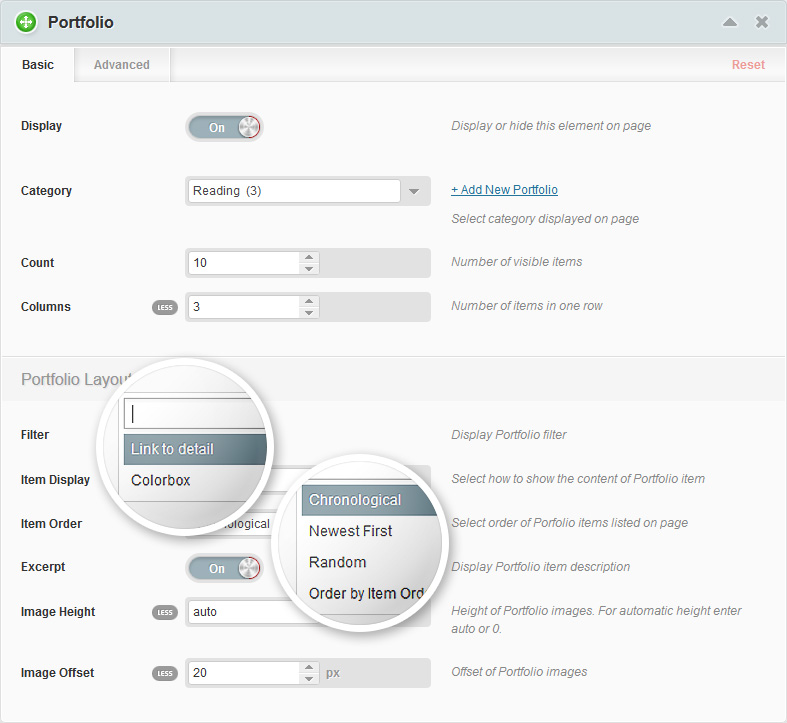 Portfolio
Basic Advanced Reset
Display On Display or hide this element on page
Category Reading (3) + Add New Portfolio
Select category displayed on page
Count 10 Number of visible items
Columns LESS 3 Number of items in one row
Portfolio Layout
Filter Display Portfolio filter
Link to detail
Colorbox
Item Display Select how to show the content of Portfolio item
Item Order ological Select order of Porfolio items listed on page
Chronological
Newest First
Random
Order by Item Ord
Excerpt On Display Portfolio item description
Image Height LESS auto Height of Portfolio images. For automatic height enter
auto or 0.
Image Offset LESS 20 px Offset of Portfolio images